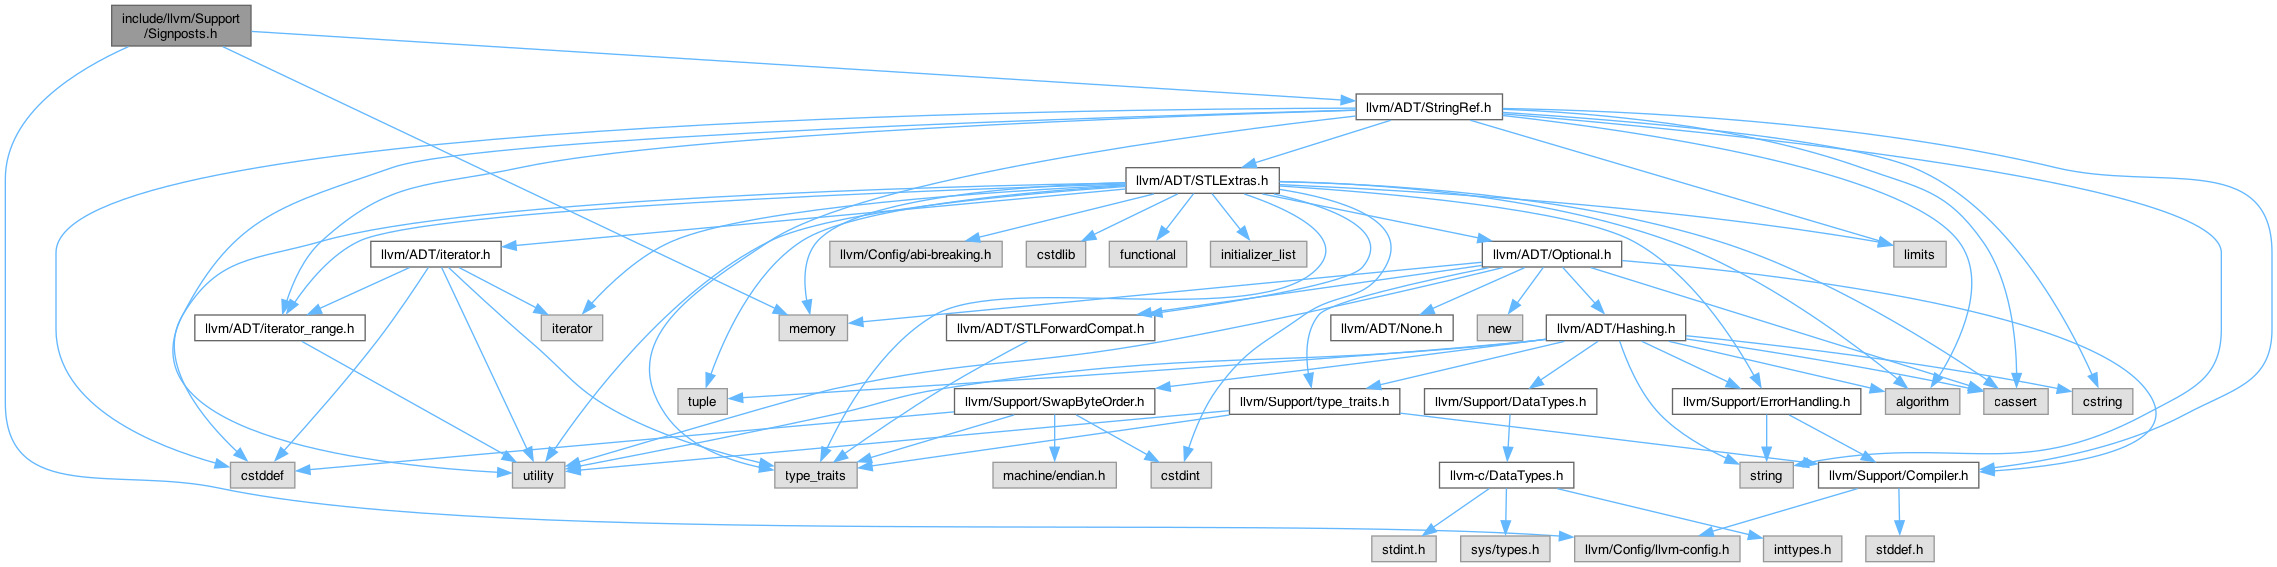 include/llvm/Support
/Signposts.h
llvm/ADT/StringRef.h
llvm/ADT/STLExtras.h
llvm/ADT/iterator.h
llvm/Config/abi-breaking.h
cstdlib
functional
initializer_list
llvm/ADT/Optional.h
limits
llvm/ADT/iterator_range.h
iterator
memory
llvm/ADT/STLForwardCompat.h
llvm/ADT/None.h
new
llvm/ADT/Hashing.h
tuple
llvm/Support/SwapByteOrder.h
llvm/Support/type_traits.h
llvm/Support/DataTypes.h
llvm/Support/ErrorHandling.h
algorithm
cassert
cstring
cstddef
utility
type_traits
machine/endian.h
cstdint
llvm-c/DataTypes.h
string
llvm/Support/Compiler.h
stdint.h
sys/types.h
llvm/Config/llvm-config.h
inttypes.h
stddef.h